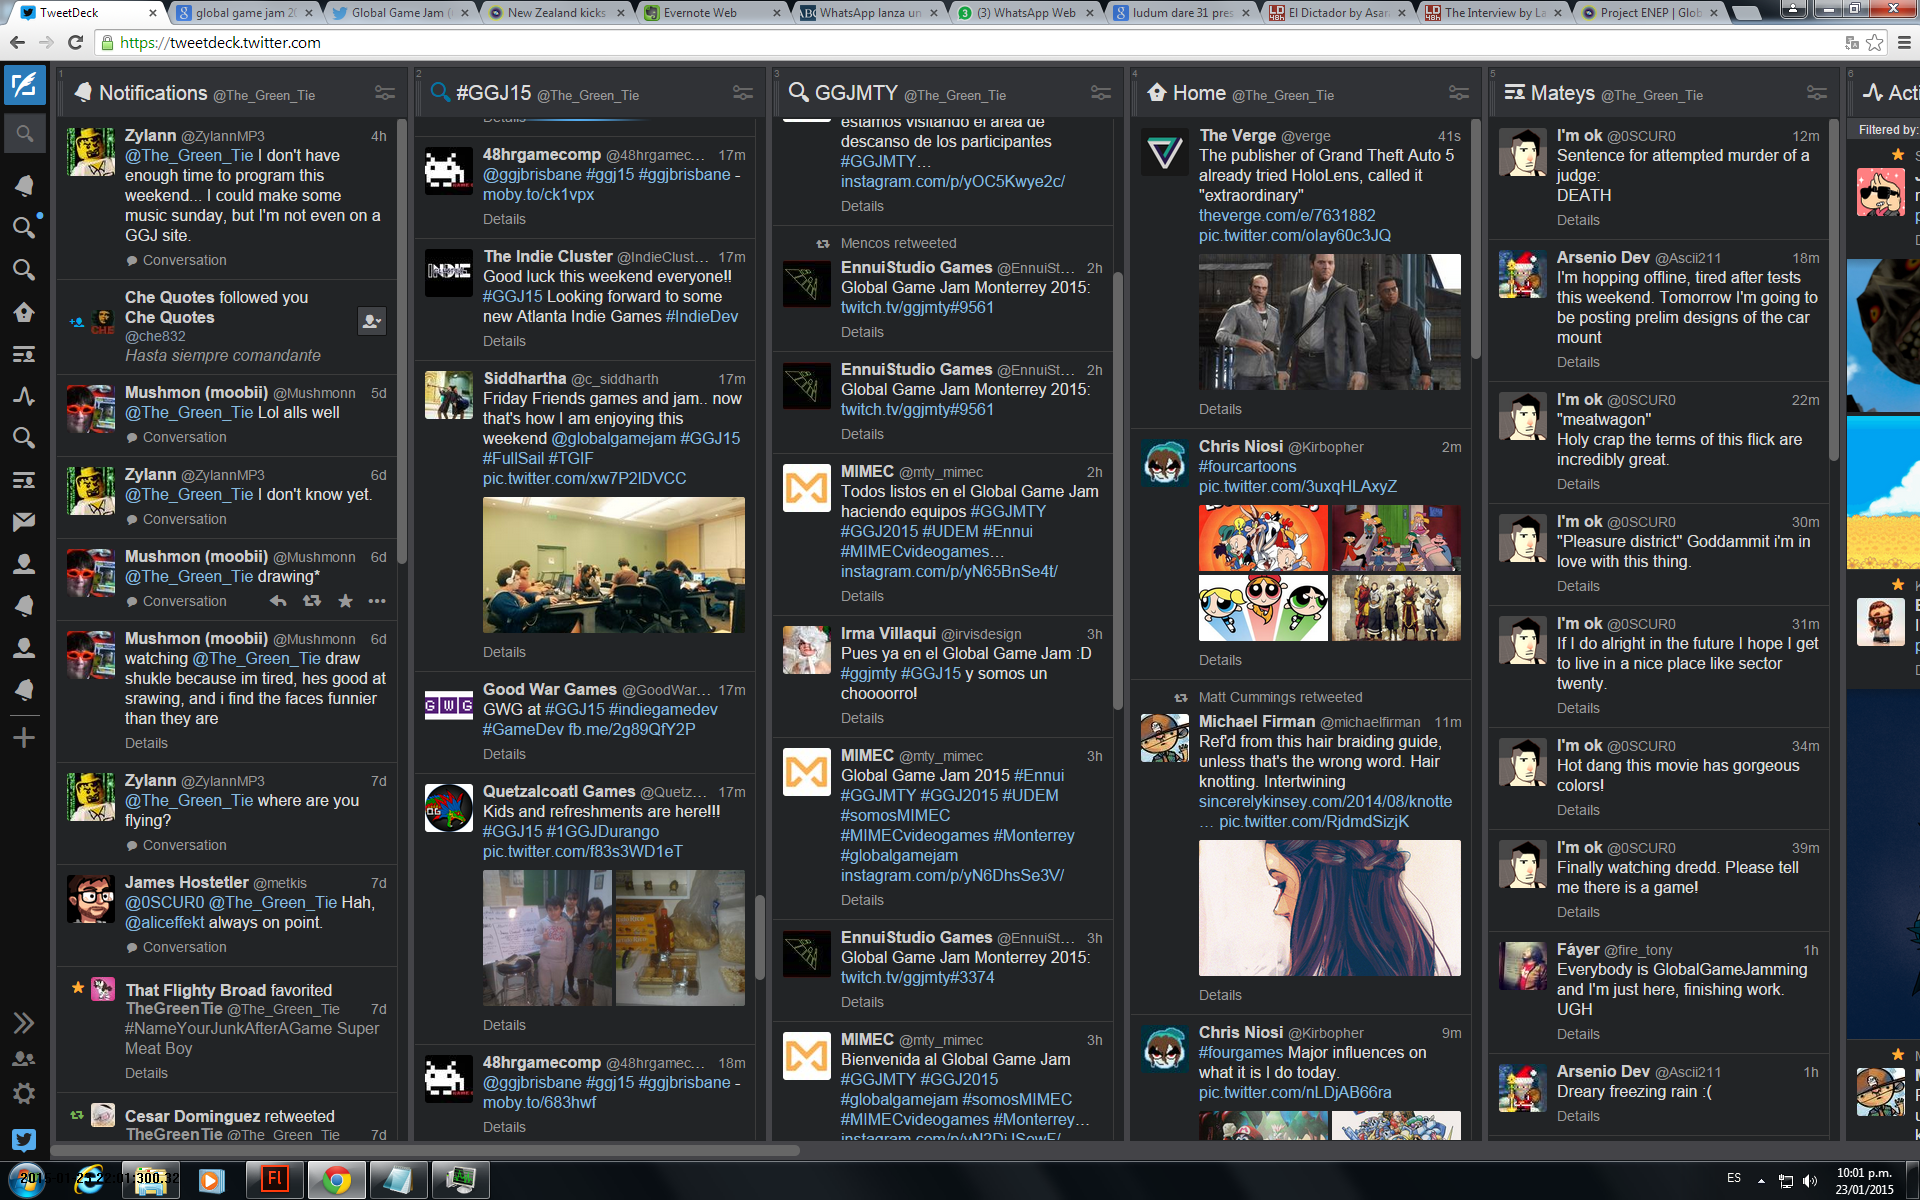 TweetDeck
global game jam 20
Global Game Jam (
New Zealand kicks
Evernote Web
WhatsApp lanza un
(3) WhatsApp Web
ludum dare 31 pres
El Dictador by Asar
The Interview by La
Project ENEP | Glob
https://tweetdeck.twitter.com
1
Notifications @The_Green_Tie
Zylann @ZylannMP3 4h
@The_Green_Tie I don't have
enough time to program this
weekend... I could make some
music sunday, but I'm not even on a
GGJ site.
Conversation
Che Quotes followed you
Che Quotes
@che832
Hasta siempre comandante
Mushmon (moobii) @Mushmonn 5d
@The_Green_Tie Lol alls well
Conversation
Zylann @ZylannMP3 6d
@The_Green_Tie I don't know yet.
Conversation
Mushmon (moobii) @Mushmonn 6d
@The_Green_Tie drawing*
Conversation
Mushmon (moobii) @Mushmonn 6d
watching @The_Green_Tie draw
shukle because im tired, hes good at
srawing, and i find the faces funnier
than they are
Details
Zylann @ZylannMP3 7d
@The_Green_Tie where are you
flying?
Conversation
James Hostetler @metkis 7d
@0SCUR0 @The_Green_Tie Hah,
@aliceffekt always on point.
Conversation
That Flighty Broad favorited
TheGreenTie @The_Green_Tie 7d
#NameYourJunkAfterAGame Super
Meat Boy
Details
Cesar Dominguez retweeted
TheGreenTie @The_Green_Tie 7d
2
#GGJ15 @The_Green_Tie
Details
48hrgamecomp @48hrgamec... 17m
@ggjbrisbane #ggj15 #ggjbrisbane -
moby.to/ck1vpx
Details
The Indie Cluster @IndieClust... 17m
Good luck this weekend everyone!!
#GGJ15 Looking forward to some
new Atlanta Indie Games #IndieDev
Details
Siddhartha @c_siddharth 17m
Friday Friends games and jam.. now
that's how I am enjoying this
weekend @globalgamejam #GGJ15
#FullSail #TGIF
pic.twitter.com/xw7P2lDVCC
Details
Good War Games @GoodWar... 17m
GWG at #GGJ15 #indiegamedev
#GameDev fb.me/2g89QfY2P
Details
Quetzalcoatl Games @Quetz... 17m
Kids and refreshments are here!!!
#GGJ15 #1GGJDurango
pic.twitter.com/f83s3WD1eT
Details
48hrgamecomp @48hrgamec... 18m
@ggjbrisbane #ggj15 #ggjbrisbane -
moby.to/683hwf
Details
3
GGJMTY @The_Green_Tie
estamos visitando el area de
descanso de los participantes
#GGJMTY...
instagram.com/p/yOC5Kwye2c/
Details
Mencos retweeted
EnnuiStudio Games @EnnuiSt... 2h
Global Game Jam Monterrey 2015:
twitch.tv/ggjmty#9561
Details
EnnuiStudio Games @EnnuiSt... 2h
Global Game Jam Monterrey 2015:
twitch.tv/ggjmty#9561
Details
MIMEC @mty_mimec 2h
Todos listos en el Global Game Jam
haciendo equipos #GGJMTY
#GGJ2015 #UDEM #Ennui
#MIMECvideogames...
instagram.com/p/yN65BnSe4t/
Details
Irma Villaqui @irvisdesign 3h
Pues ya en el Global Game Jam :D
#ggjmty #GGJ15 y somos un
choooorro!
Details
MIMEC @mty_mimec 3h
Global Game Jam 2015 #Ennui
#GGJMTY #GGJ2015 #UDEM
#somosMIMEC
#MIMECvideogames #Monterrey
#globalgamejam
instagram.com/p/yN6DhsSe3V/
Details
EnnuiStudio Games @EnnuiSt... 3h
Global Game Jam Monterrey 2015:
twitch.tv/ggjmty#3374
Details
MIMEC @mty_mimec 3h
Bienvenida al Global Game Jam
#GGJMTY #GGJ2015
#globalgamejam #somosMIMEC
#MIMECvideogames #Monterrey...
4
Home @The_Green_Tie
The Verge @verge 41s
The publisher of Grand Theft Auto 5
already tried HoloLens, called it
"extraordinary"
theverge.com/e/7631882
pic.twitter.com/olay60c3JQ
Details
Chris Niosi @Kirbopher 2m
#fourcartoons
pic.twitter.com/3uxqHLAxyZ
Details
Matt Cummings retweeted
Michael Firman @michaelfirman 11m
Ref'd from this hair braiding guide,
unless that's the wrong word. Hair
knotting. Intertwining
sincerelykinsey.com/2014/08/knotte
... pic.twitter.com/RjdmdSizjK
Details
Chris Niosi @Kirbopher 9m
#fourgames Major influences on
what it is I do today.
pic.twitter.com/nLDjAB66ra
5
Mateys @The_Green_Tie
I'm ok @0SCUR0 12m
Sentence for attempted murder of a
judge:
DEATH
Details
Arsenio Dev @Ascii211 18m
I'm hopping offline, tired after tests
this weekend. Tomorrow I'm going to
be posting prelim designs of the car
mount
Details
I'm ok @0SCUR0 22m
"meatwagon"
Holy crap the terms of this flick are
incredibly great.
Details
I'm ok @0SCUR0 30m
"Pleasure district" Goddammit i'm in
love with this thing.
Details
I'm ok @0SCUR0 31m
If I do alright in the future I hope I get
to live in a nice place like sector
twenty.
Details
I'm ok @0SCUR0 34m
Hot dang this movie has gorgeous
colors!
Details
I'm ok @0SCUR0 39m
Finally watching dredd. Please tell
me there is a game!
Details
Fáyer @fire_tony 1h
Everybody is GlobalGameJamming
and I'm just here, finishing work.
UGH
Details
Arsenio Dev @Ascii211 1h
Dreary freezing rain :(
Details
6
Acti
Filtered by:
ES
10:01 p.m.
23/01/2015